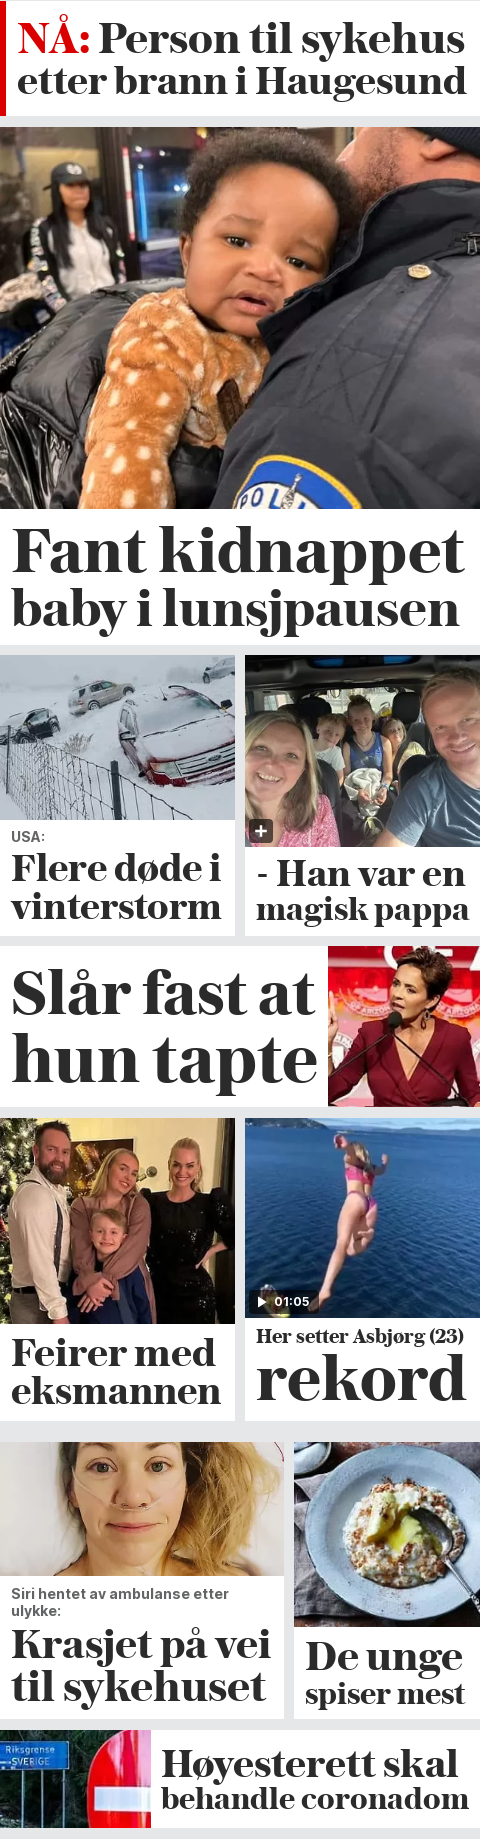 NÅ: Person til sykehus
etter brann i Haugesund
POLI
Fant kidnappet
baby i lunsjpausen
USA:
Flere døde i
vinterstorm
- Han var en
magisk pappa
Slår fast at
hun tapte
01:05
Feirer med
eksmannen
Her setter Asbjørg (23)
rekord
Siri hentet av ambulanse etter
ulykke:
Krasjet på vei
til sykehuset
De unge
spiser mest
Riksgrense
SVERIGE
Høyesterett skal
behandle coronadom